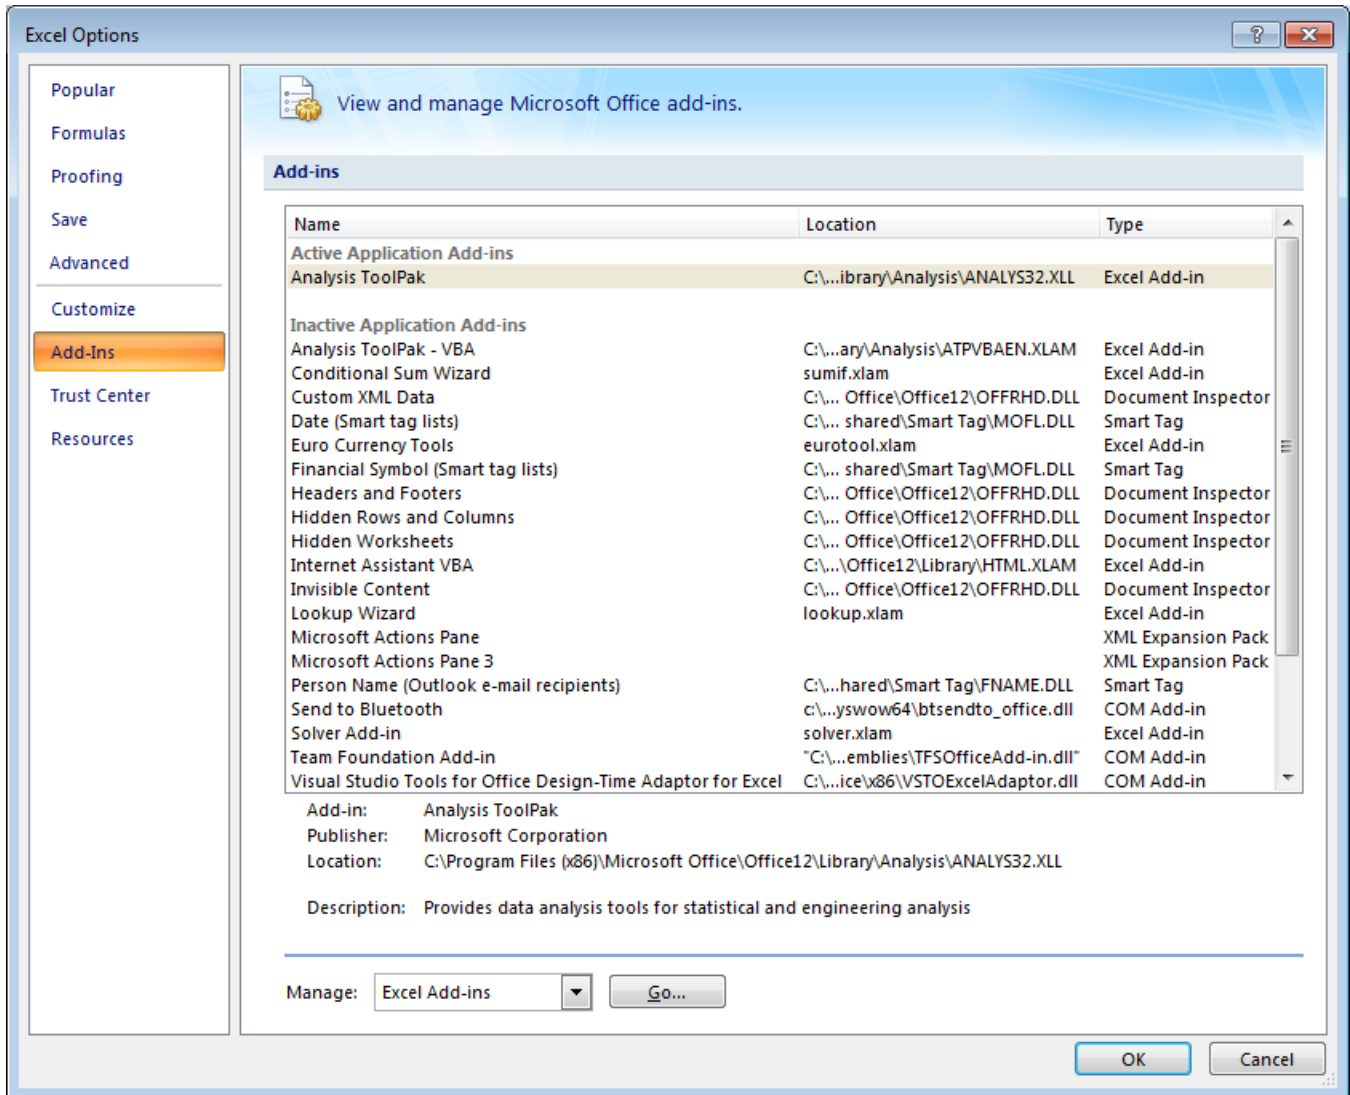 Excel Options
Popular
Formulas
Proofing
Save
Advanced
Customize
Add-Ins
Trust Center
Resources
View and manage Microsoft Office add-ins.
Add-ins
Name Location Type
Active Application Add-ins
Analysis ToolPak C:\...ibrary\Analysis\ANALYS32.XLL Excel Add-in
Inactive Application Add-ins
Analysis ToolPak - VBA C:\...ary\Analysis\ATPVBAEN.XLAM Excel Add-in
Conditional Sum Wizard sumif.xlam Excel Add-in
Custom XML Data C:\... Office\Office12\OFFRHD.DLL Document Inspector
Date (Smart tag lists) C:\... shared\Smart Tag\MOFL.DLL Smart Tag
Euro Currency Tools eurotool.xlam Excel Add-in
Financial Symbol (Smart tag lists) C:\... shared\Smart Tag\MOFL.DLL Smart Tag
Headers and Footers C:\... Office\Office12\OFFRHD.DLL Document Inspector
Hidden Rows and Columns C:\... Office\Office12\OFFRHD.DLL Document Inspector
Hidden Worksheets C:\... Office\Office12\OFFRHD.DLL Document Inspector
Internet Assistant VBA C:\...\Office12\Library\HTML.XLAM Excel Add-in
Invisible Content C:\... Office\Office12\OFFRHD.DLL Document Inspector
Lookup Wizard lookup.xlam Excel Add-in
Microsoft Actions Pane XML Expansion Pack
Microsoft Actions Pane 3 XML Expansion Pack
Person Name (Outlook e-mail recipients) C:\...hared\Smart Tag\FNAME.DLL Smart Tag
Send to Bluetooth c:\...yswow64\btsendto_office.dll COM Add-in
Solver Add-in solver.xlam Excel Add-in
Team Foundation Add-in "C:\...emblies\TFSOfficeAdd-in.dll" COM Add-in
Visual Studio Tools for Office Design-Time Adaptor for Excel C:\...ice\x86\VSTOExcelAdaptor.dll COM Add-in
Add-in: Analysis ToolPak
Publisher: Microsoft Corporation
Location: C:\Program Files (x86)\Microsoft Office\Office12\Library\Analysis\ANALYS32.XLL
Description: Provides data analysis tools for statistical and engineering analysis
Manage: Excel Add-ins Go...
OK Cancel